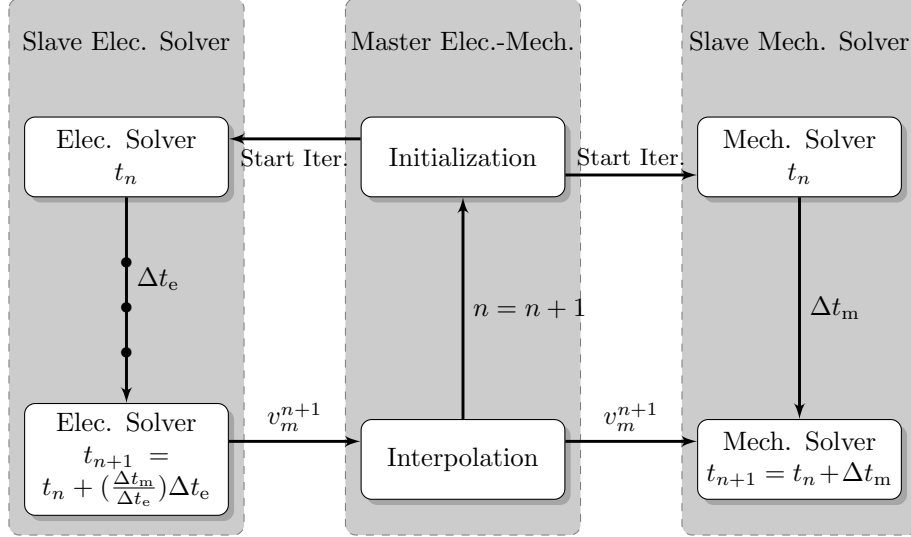 Slave Elec. Solver
Master Elec.-Mech.
Slave Mech. Solver
Elec. Solver
t_n
Start Iter.
Initialization
Start Iter.
Mech. Solver
t_n
Δt_e
n = n + 1
Δt_m
Elec. Solver
t_{n+1} =
t_n + (\frac{Δt_m}{Δt_e})Δt_e
v_m^{n+1}
Interpolation
v_m^{n+1}
Mech. Solver
t_{n+1} = t_n + Δt_m